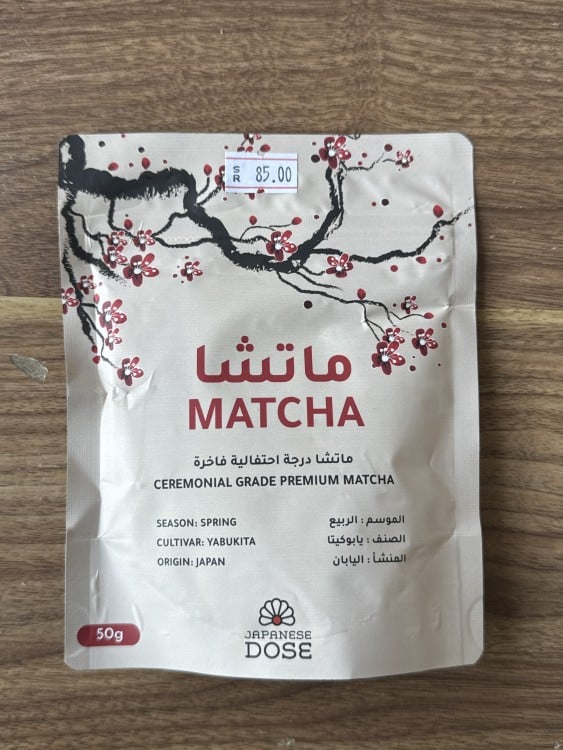 SR 85.00
ماتشا
MATCHA
ماتشا درجة احتفالية فاخرة
CEREMONIAL GRADE PREMIUM MATCHA
SEASON: SPRING
الموسم : الربيع
CULTIVAR: YABUKITA
الصنف : يابوكيتا
ORIGIN: JAPAN
المنشأ : اليابان
50g
JAPANESE
DOSE